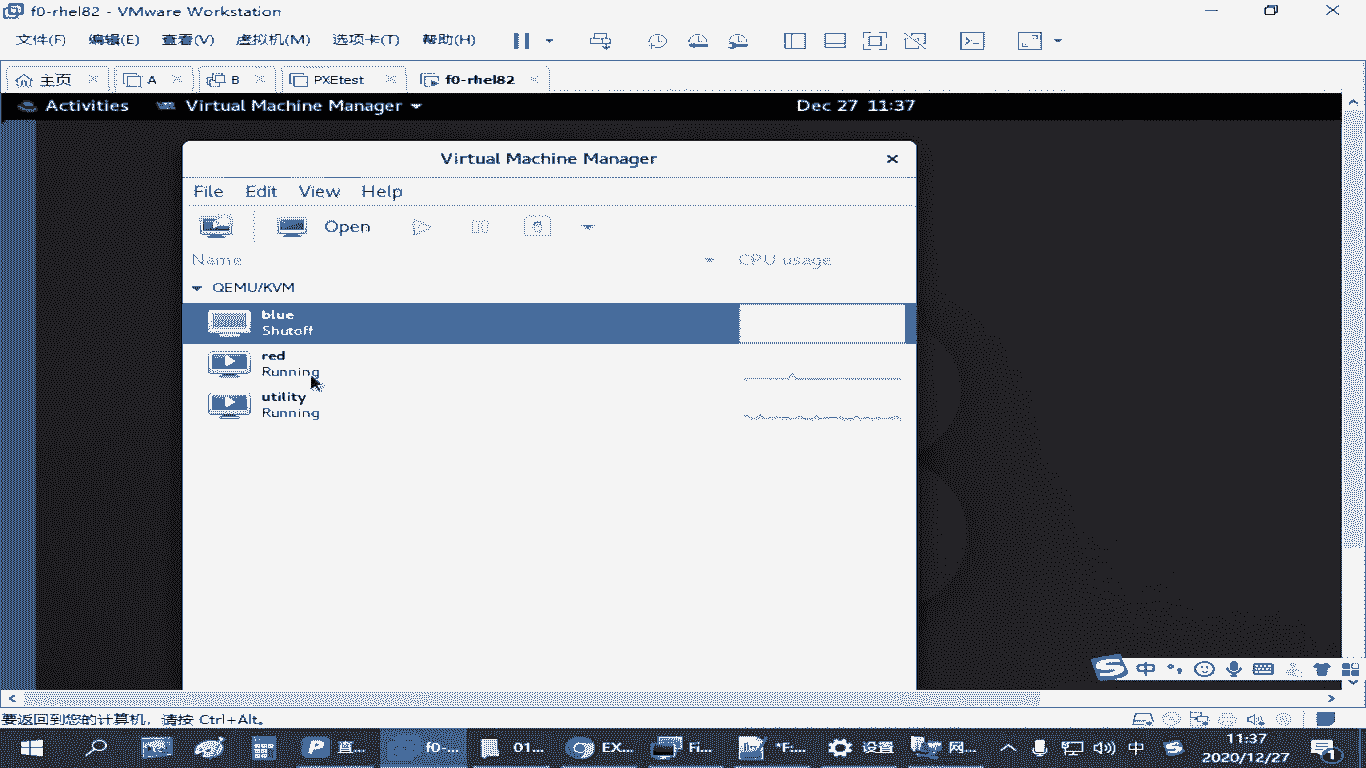 f0-rhel82 - VMware Workstation
文件(F) 编辑(E) 查看(V) 虚拟机(M) 选项卡(T) 帮助(H)
主页 A B PXEtest f0-rhel82
Activities Virtual Machine Manager Dec 27 11:37
Virtual Machine Manager
File Edit View Help
Open
Name CPU usage
QEMU/KVM
blue
Shutoff
red
Running
utility
Running
中
要返回到您的计算机，请按 Ctrl+Alt。
直... f0-... 01... EX... Fi... *F:... 设置 网... 中 11:37
2020/12/27
1